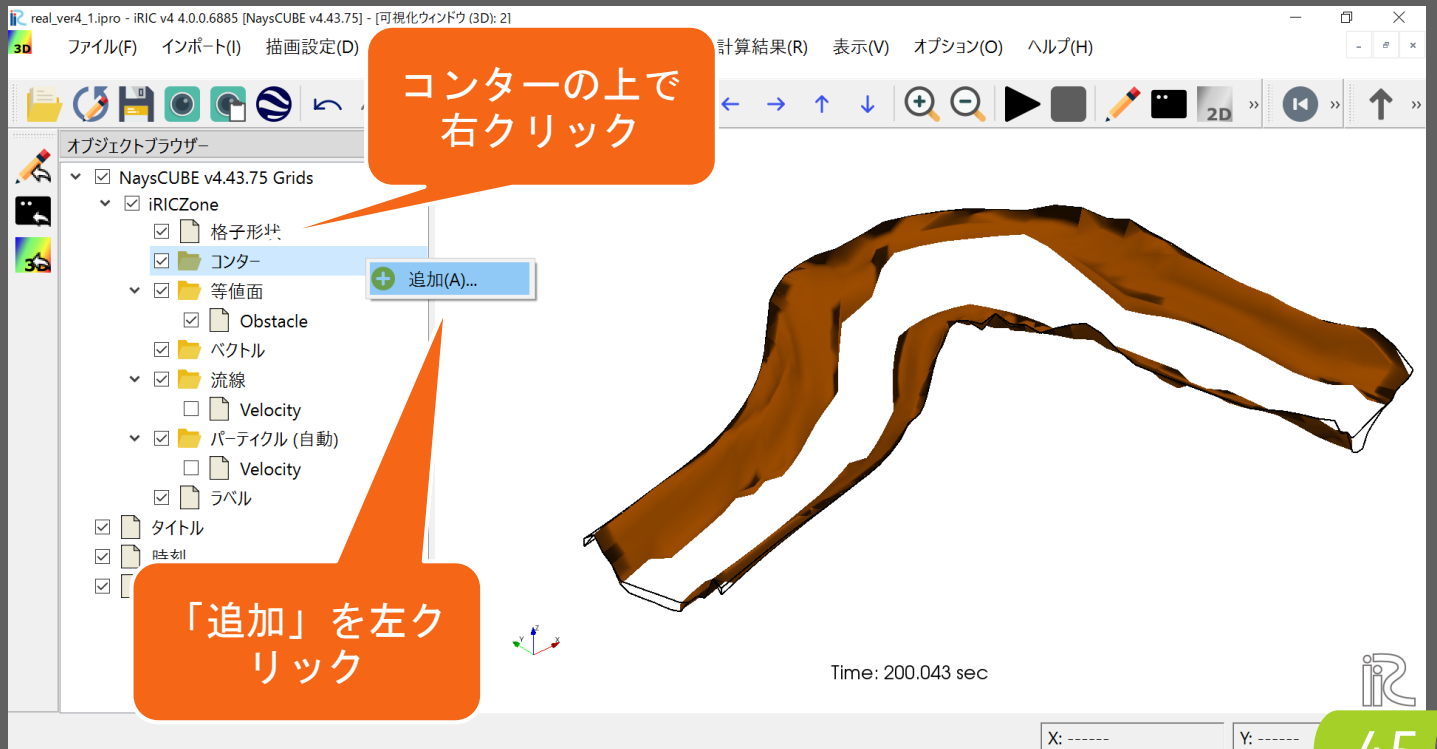 real_ver4_1.ipro - iRIC v4 4.0.0.6885 [NaysCUBE v4.43.75] - [可視化ウィンドウ (3D): 2]
3D ファイル(F) インポート(I) 描画設定(D) 計算結果(R) 表示(V) オプション(O) ヘルプ(H)
コンターの上で
右クリック
2D
オブジェクトブラウザー
NaysCUBE v4.43.75 Grids
iRICZone
格子形状
コンター
追加(A)...
等値面
Obstacle
ベクトル
流線
Velocity
パーティクル (自動)
Velocity
ラベル
タイトル
時刻
「追加」を左ク
リック
Z
Y
X
Time: 200.043 sec
iRIC
X: ------
Y: ------
45